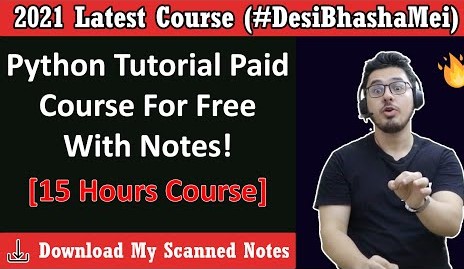 2021 Latest Course (#DesiBhashaMei)
Python Tutorial Paid
Course For Free
With Notes!
[15 Hours Course]
Download My Scanned Notes